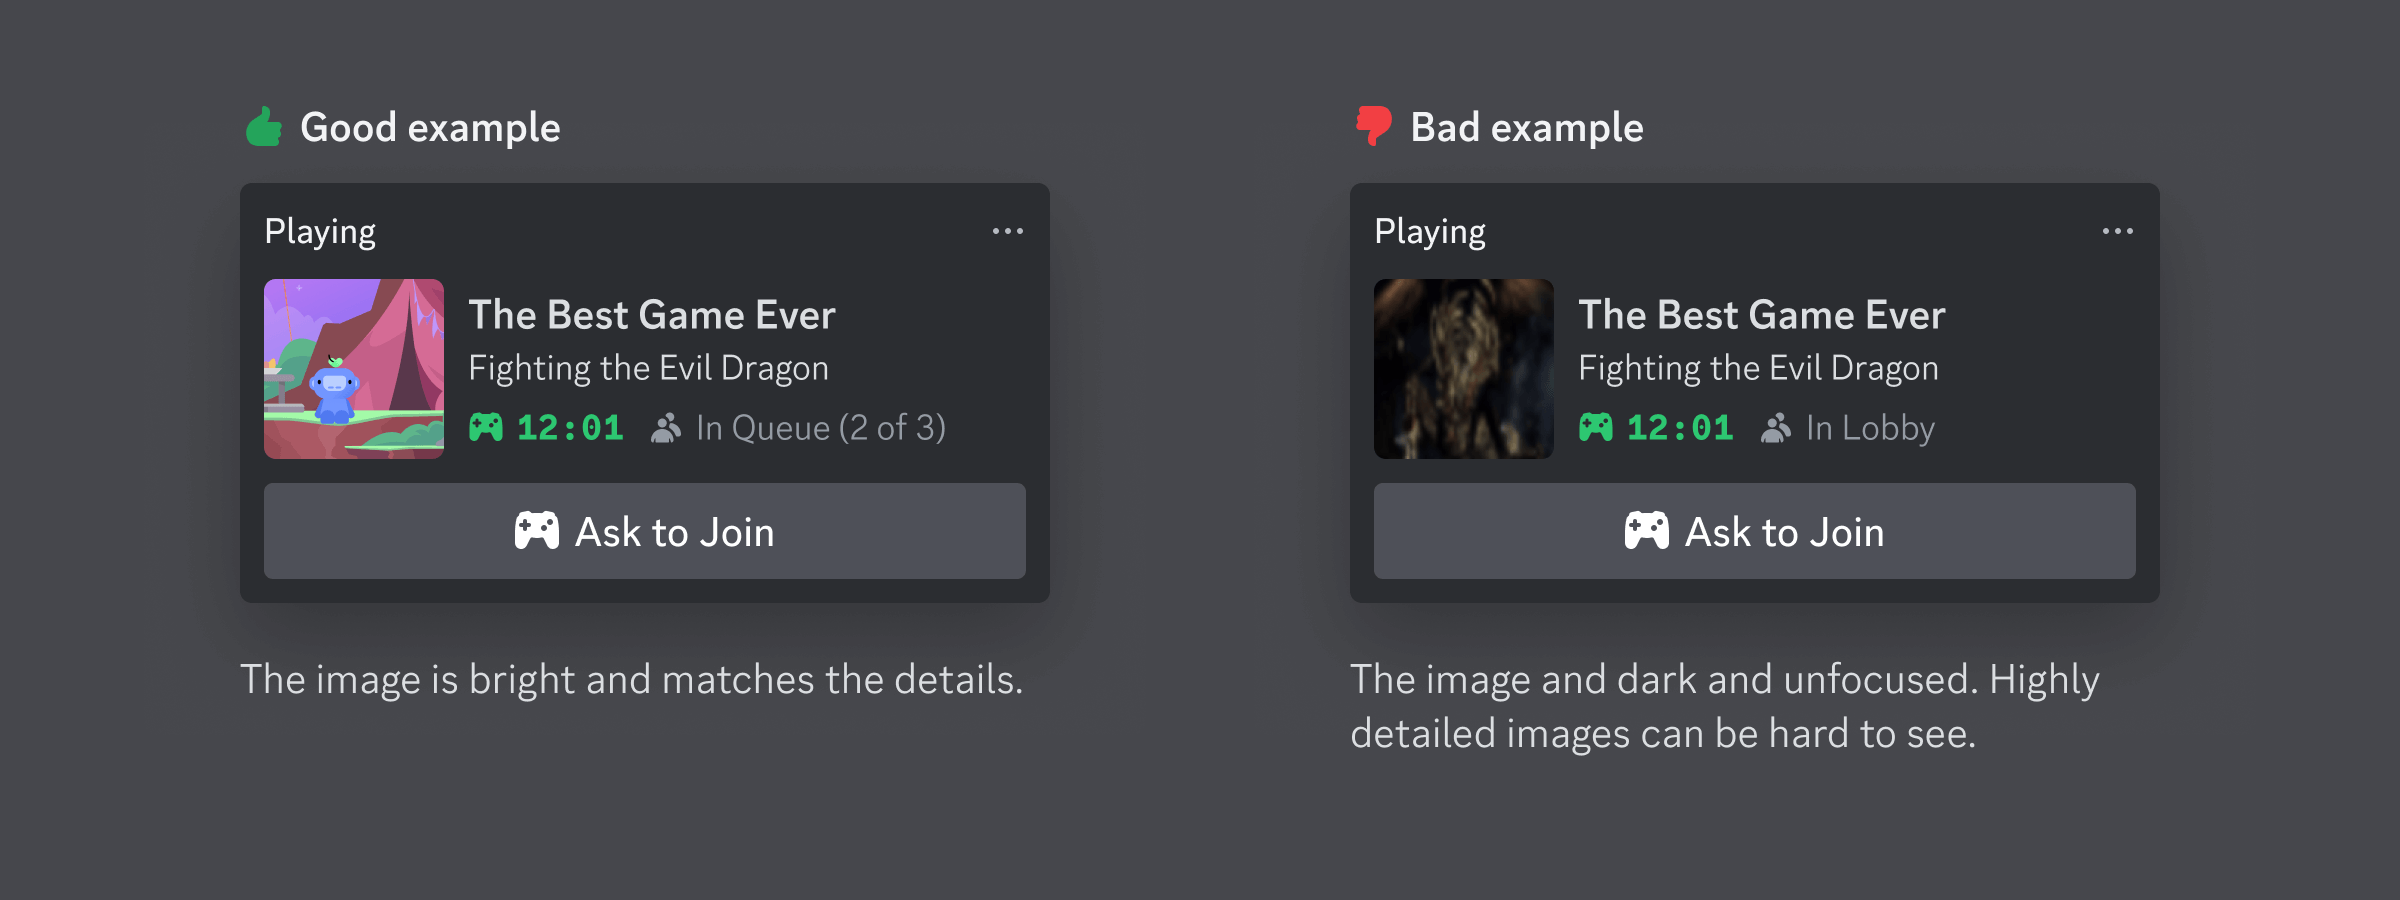 Good example
Playing
The Best Game Ever
Fighting the Evil Dragon
12:01 In Queue (2 of 3)
Ask to Join
The image is bright and matches the details.
Bad example
Playing
The Best Game Ever
Fighting the Evil Dragon
12:01 In Lobby
Ask to Join
The image and dark and unfocused. Highly
detailed images can be hard to see.